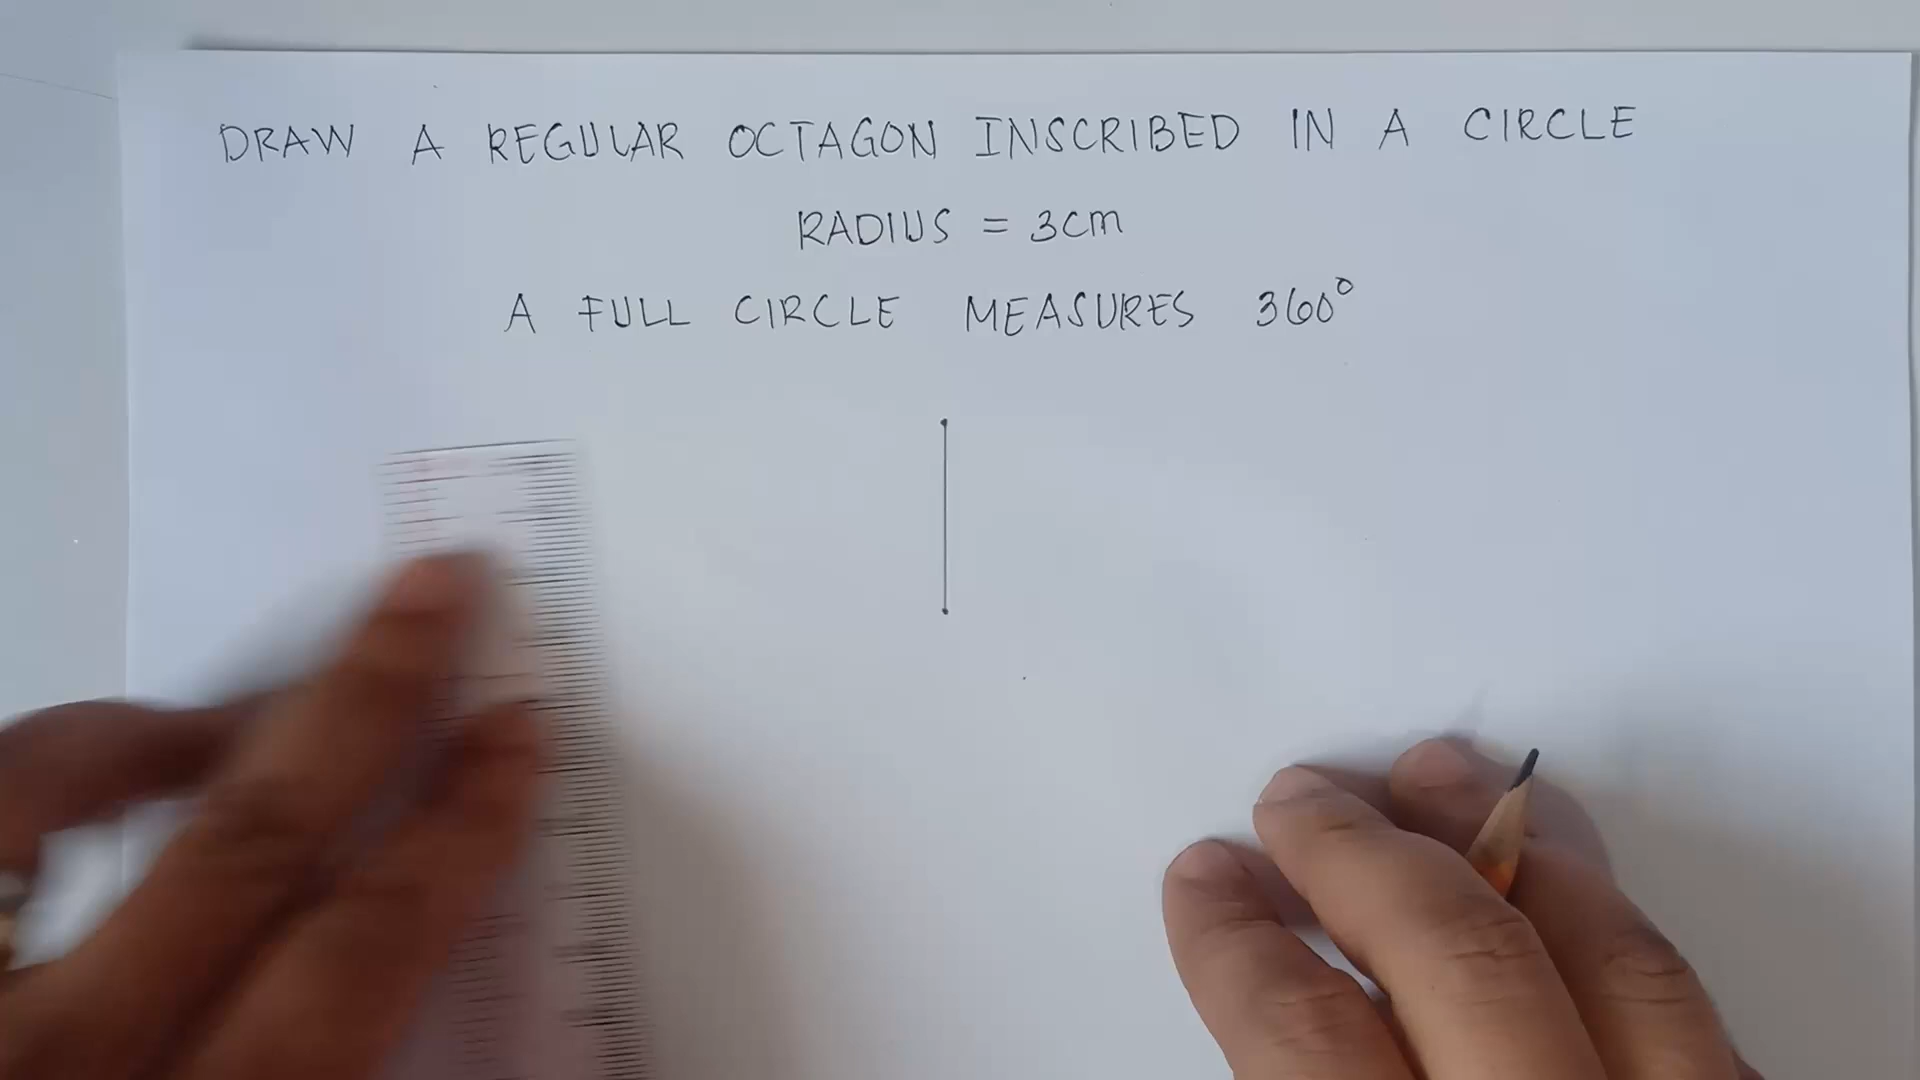 DRAW A REGULAR OCTAGON INSCRIBED IN A CIRCLE
RADIUS = 3cm
A FULL CIRCLE MEASURES 360°